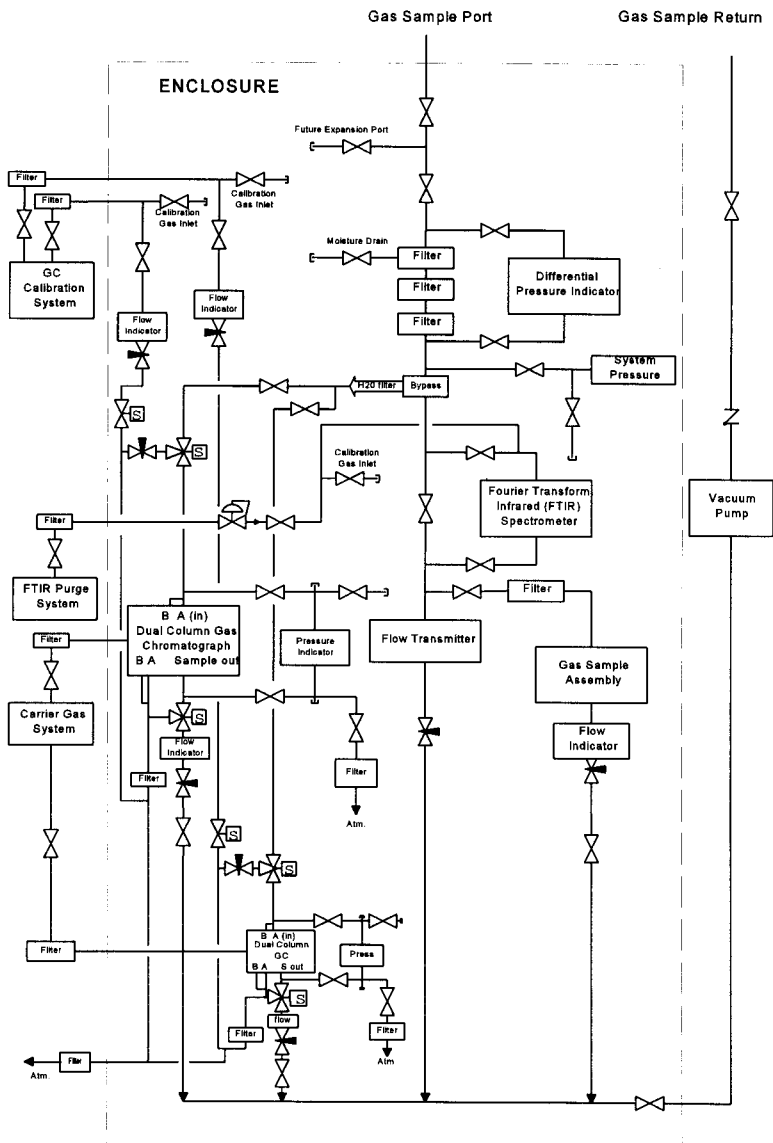 Gas Sample Port
Gas Sample Return
ENCLOSURE
Future Expansion Port
Filter
Filter
Calibration
Gas Inlet
Calibration
Gas Inlet
GC
Calibration
System
Moisture Drain
Filter
Filter
Filter
Differential
Pressure Indicator
Flow
Indicator
Flow
Indicator
System
Pressure
H20 filter
Bypass
S
S
Calibration
Gas Inlet
Fourier Transform
Infrared (FTIR)
Spectrometer
Vacuum
Pump
Filter
FTIR Purge
System
Filter
B A (in)
Dual Column Gas
Chromatograph
B A Sample out
Filter
Flow Transmitter
Pressure
Indicator
Gas Sample
Assembly
Carrier Gas
System
S
Flow
Indicator
Flow
Indicator
Filter
Filter
Atm.
S
S
B A (in)
Dual Column
GC
B A S out
Filter
Press
S
Filter
flow
Filter
Atm
Filter
Atm.